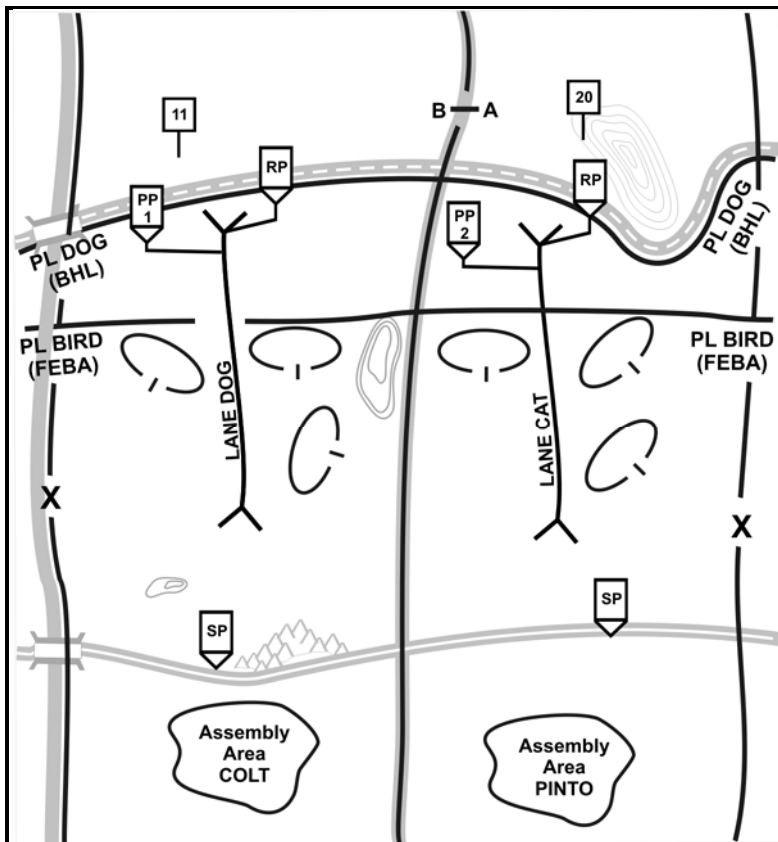 B A
11
20
RP
RP
PP
1
PP
2
PL DOG
(BHL)
PL DOG
(BHL)
PL BIRD
(FEBA)
PL BIRD
(FEBA)
LANE DOG
LANE CAT
X
X
SP
SP
Assembly
Area
COLT
Assembly
Area
PINTO